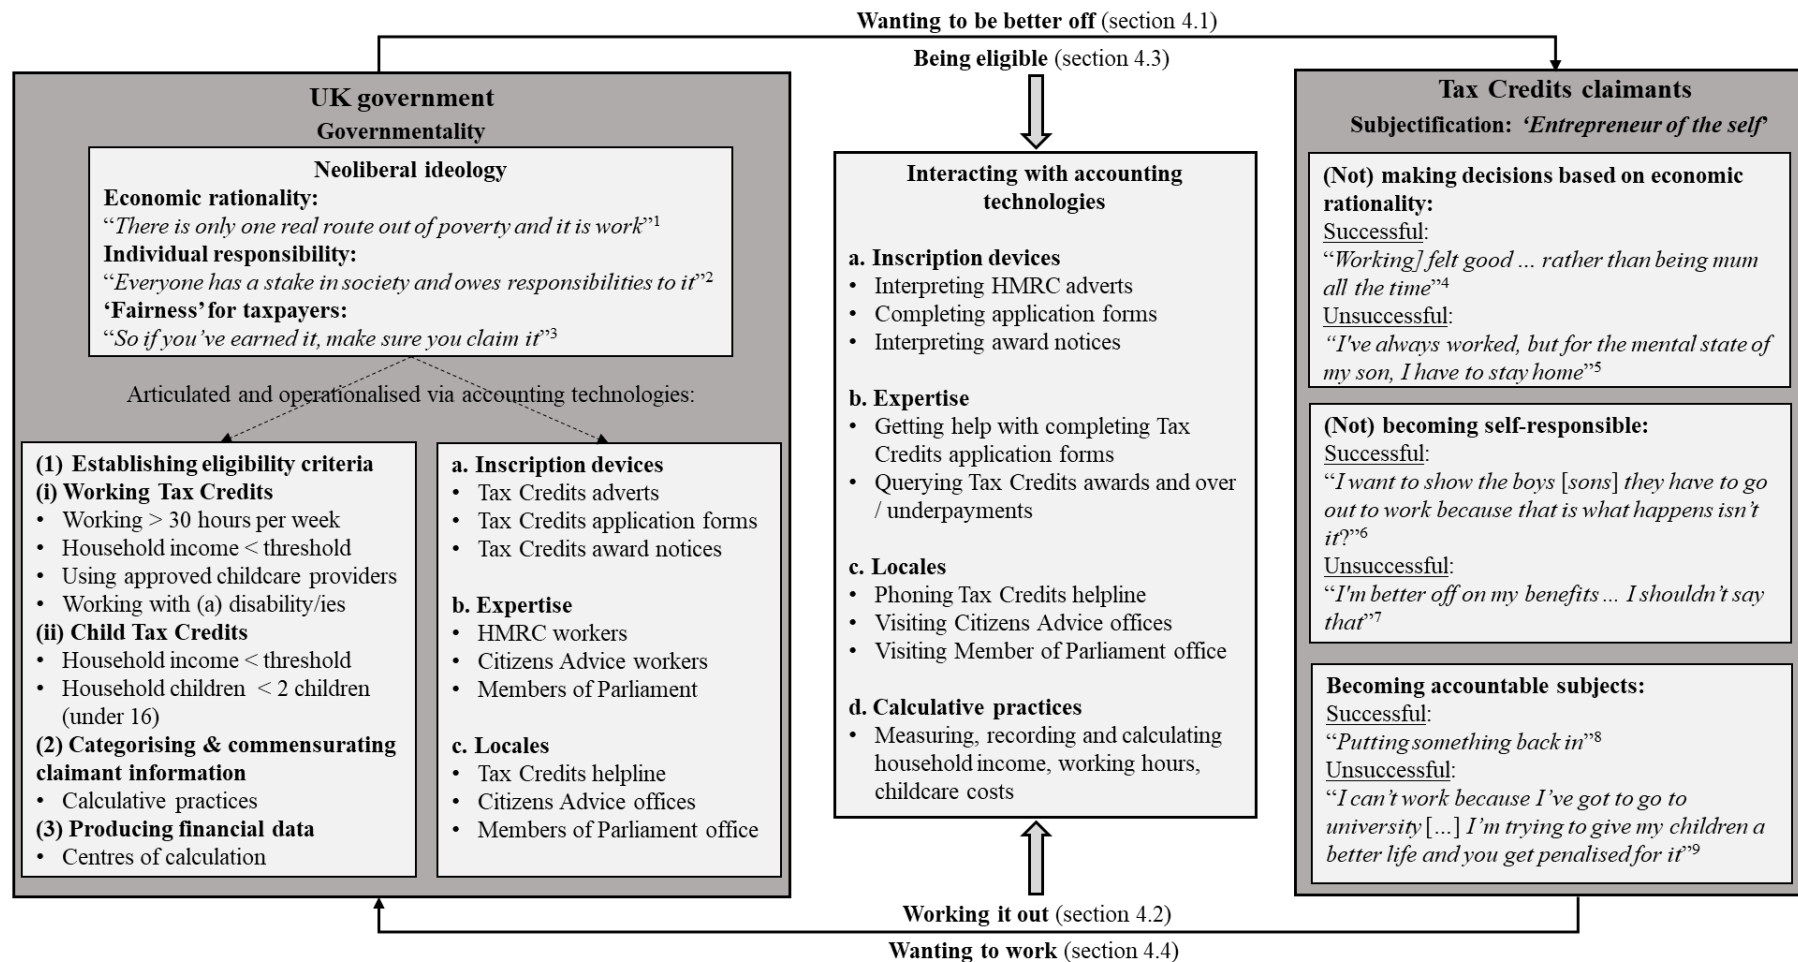 Wanting to be better off (section 4.1)
Being eligible (section 4.3)
UK government
Governmentality
Neoliberal ideology
Economic rationality:
“There is only one real route out of poverty and it is work”1
Individual responsibility:
“Everyone has a stake in society and owes responsibilities to it”2
‘Fairness’ for taxpayers:
“So if you’ve earned it, make sure you claim it”3
Articulated and operationalised via accounting technologies:
(1) Establishing eligibility criteria
(i) Working Tax Credits
• Working > 30 hours per week
• Household income < threshold
• Using approved childcare providers
• Working with (a) disability/ies
(ii) Child Tax Credits
• Household income < threshold
• Household children < 2 children
(under 16)
(2) Categorising & commensurating
claimant information
• Calculative practices
(3) Producing financial data
• Centres of calculation
a. Inscription devices
• Tax Credits adverts
• Tax Credits application forms
• Tax Credits award notices
b. Expertise
• HMRC workers
• Citizens Advice workers
• Members of Parliament
c. Locales
• Tax Credits helpline
• Citizens Advice offices
• Members of Parliament office
Interacting with accounting
technologies
a. Inscription devices
• Interpreting HMRC adverts
• Completing application forms
• Interpreting award notices
b. Expertise
• Getting help with completing Tax
Credits application forms
• Querying Tax Credits awards and over
/ underpayments
c. Locales
• Phoning Tax Credits helpline
• Visiting Citizens Advice offices
• Visiting Member of Parliament office
d. Calculative practices
• Measuring, recording and calculating
household income, working hours,
childcare costs
Tax Credits claimants
Subjectification: ‘Entrepreneur of the self’
(Not) making decisions based on economic
rationality:
Successful:
“Working] felt good ... rather than being mum
all the time”4
Unsuccessful:
“I've always worked, but for the mental state of
my son, I have to stay home”5
(Not) becoming self-responsible:
Successful:
“I want to show the boys [sons] they have to go
out to work because that is what happens isn’t
it?”6
Unsuccessful:
“I'm better off on my benefits ... I shouldn’t say
that”7
Becoming accountable subjects:
Successful:
“Putting something back in”8
Unsuccessful:
“I can’t work because I’ve got to go to
university [...] I’m trying to give my children a
better life and you get penalised for it”9
Working it out (section 4.2)
Wanting to work (section 4.4)